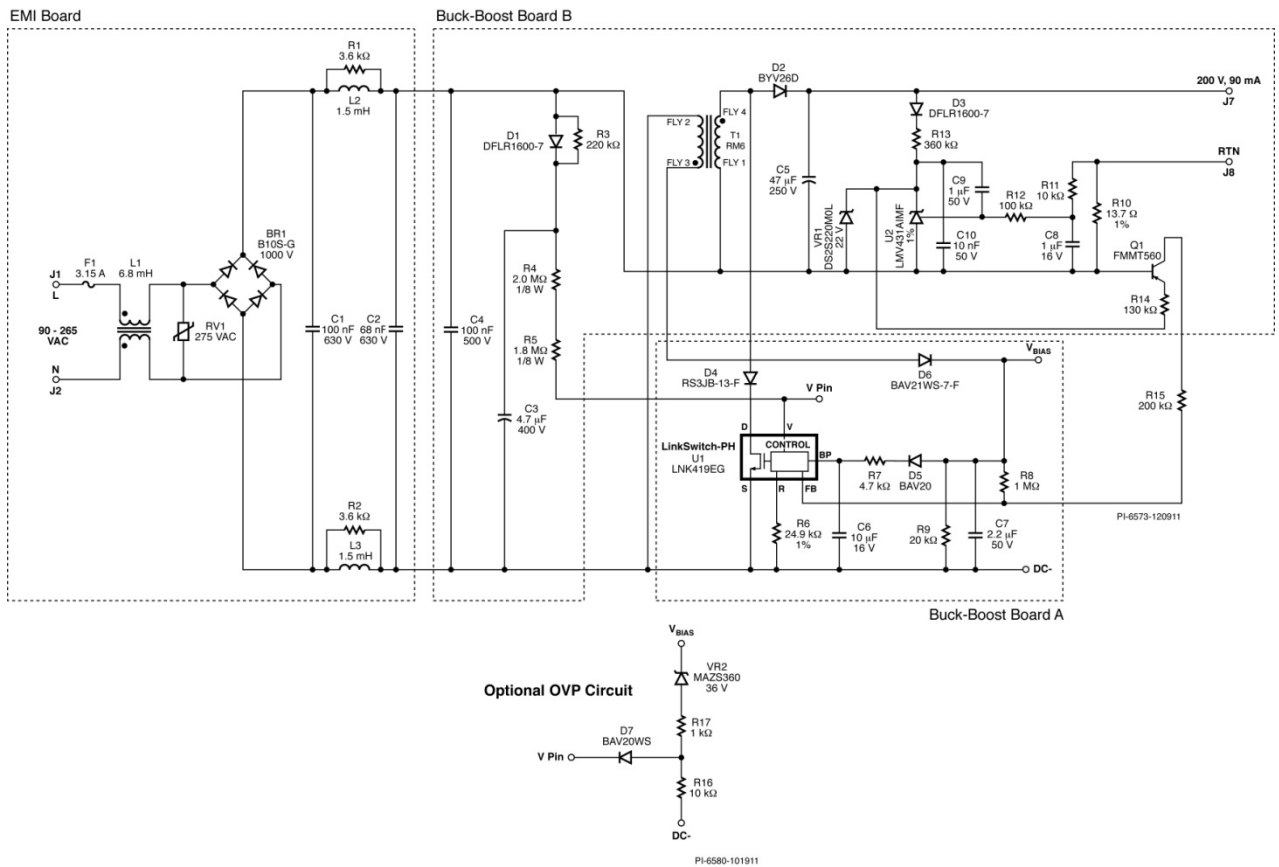 EMI Board
Buck-Boost Board B
R1
3.6 kΩ
L2
1.5 mH
D1
DFLR1600-7
R3
220 kΩ
FLY 2
FLY 3
FLY 4
T1
RM6
FLY 1
D2
BYV26D
200 V, 90 mA
J7
D3
DFLR1600-7
R13
360 kΩ
RTN
J8
C5
47 µF
250 V
C9
1 µF
50 V
R12
100 kΩ
R11
10 kΩ
R10
13.7 Ω
1%
VR1
DS2S220M0L
22 V
U2
LMV431AIMF
1%
C10
10 nF
50 V
C8
1 µF
16 V
Q1
FMMT560
R14
130 kΩ
BR1
B10S-G
1000 V
F1
3.15 A
L1
6.8 mH
J1
L
90 - 265
VAC
N
J2
RV1
275 VAC
C1
100 nF
630 V
C2
68 nF
630 V
C4
100 nF
500 V
R4
2.0 MΩ
1/8 W
R5
1.8 MΩ
1/8 W
C3
4.7 µF
400 V
D4
RS3JB-13-F
D6
BAV21WS-7-F
VBIAS
V Pin
R15
200 kΩ
LinkSwitch-PH
U1
LNK419EG
D
V
CONTROL
BP
S
R
FB
R7
4.7 kΩ
D5
BAV20
R8
1 MΩ
R6
24.9 kΩ
1%
C6
10 µF
16 V
R9
20 kΩ
C7
2.2 µF
50 V
PI-6573-120911
R2
3.6 kΩ
L3
1.5 mH
DC-
Buck-Boost Board A
Optional OVP Circuit
VBIAS
VR2
MAZS360
36 V
R17
1 kΩ
D7
BAV20WS
V Pin
R16
10 kΩ
DC-
PI-6580-101911